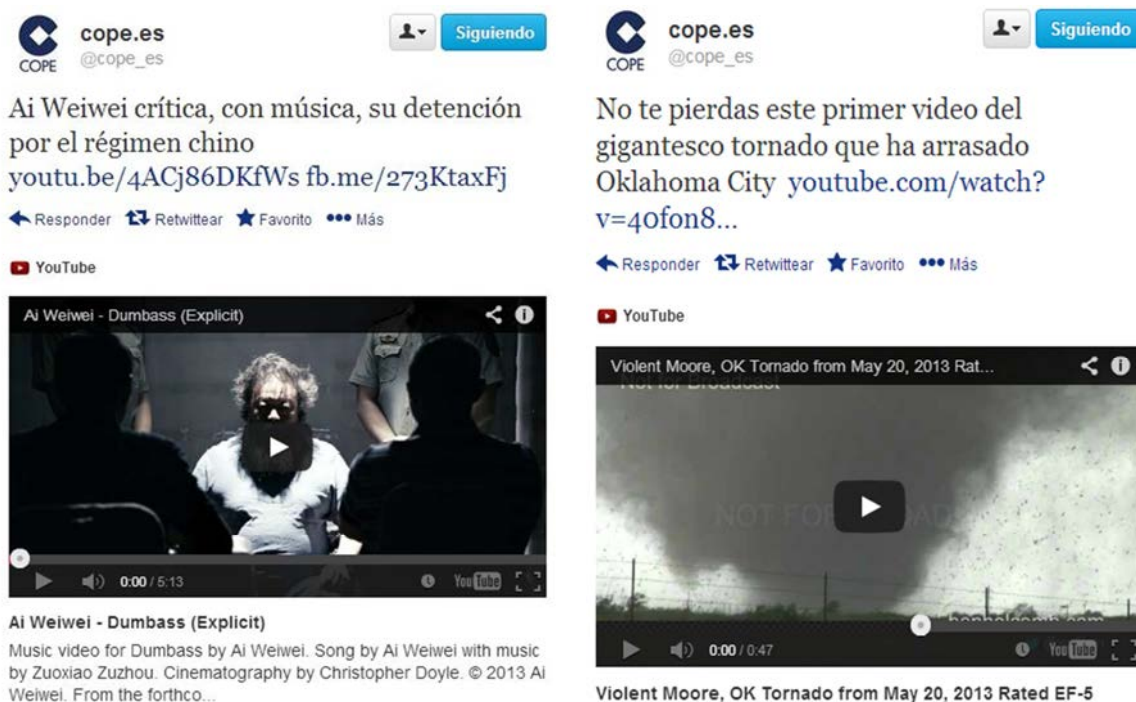 COPE
cope.es
@cope_es
Siguiendo
Ai Weiwei crítica, con música, su detención
por el régimen chino
youtu.be/4ACj86DKfWs fb.me/273KtaxFj
Responder Retwittear Favorito Más
YouTube
Ai Weiwei - Dumbass (Explicit)
0:00 / 5:13
YouTube
Ai Weiwei - Dumbass (Explicit)
Music video for Dumbass by Ai Weiwei. Song by Ai Weiwei with music
by Zuoxiao Zuzhou. Cinematography by Christopher Doyle. © 2013 Ai
Weiwei. From the forthco...
COPE
cope.es
@cope_es
Siguiendo
No te pierdas este primer video del
gigantesco tornado que ha arrasado
Oklahoma City youtube.com/watch?
v=40fon8...
Responder Retwittear Favorito Más
YouTube
Violent Moore, OK Tornado from May 20, 2013 Rat...
Not for Broadcast
NOT FOR
0:00 / 0:47
YouTube
Violent Moore, OK Tornado from May 20, 2013 Rated EF-5